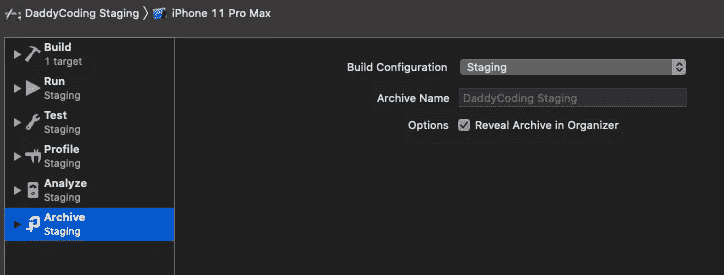 DaddyCoding Staging 〉 iPhone 11 Pro Max
Build
1 target
Run
Staging
Test
Staging
Profile
Staging
Analyze
Staging
Archive
Staging
Build Configuration Staging
Archive Name DaddyCoding Staging
Options Reveal Archive in Organizer